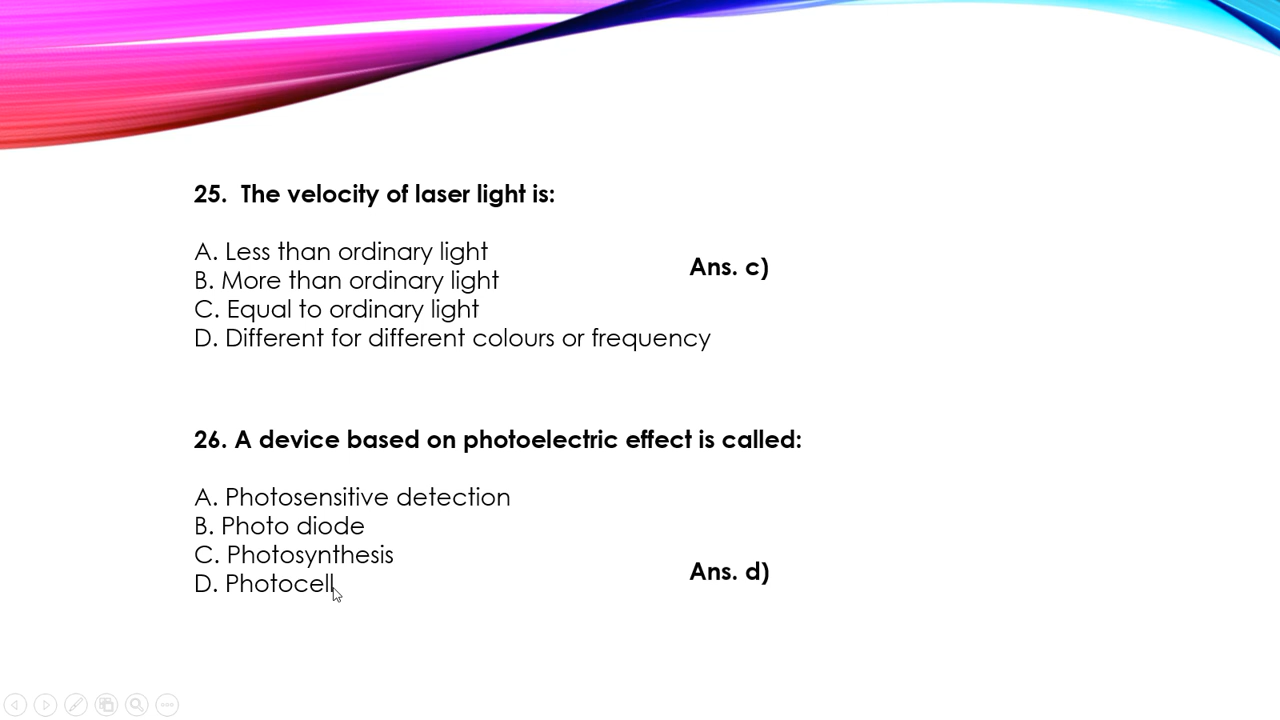 25.  The velocity of laser light is:
A. Less than ordinary light
Ans. c)
B. More than ordinary light
C. Equal to ordinary light
D. Different for different colours or frequency
26. A device based on photoelectric effect is called:
A. Photosensitive detection
B. Photo diode
C. Photosynthesis
D. Photocell
Ans. d)